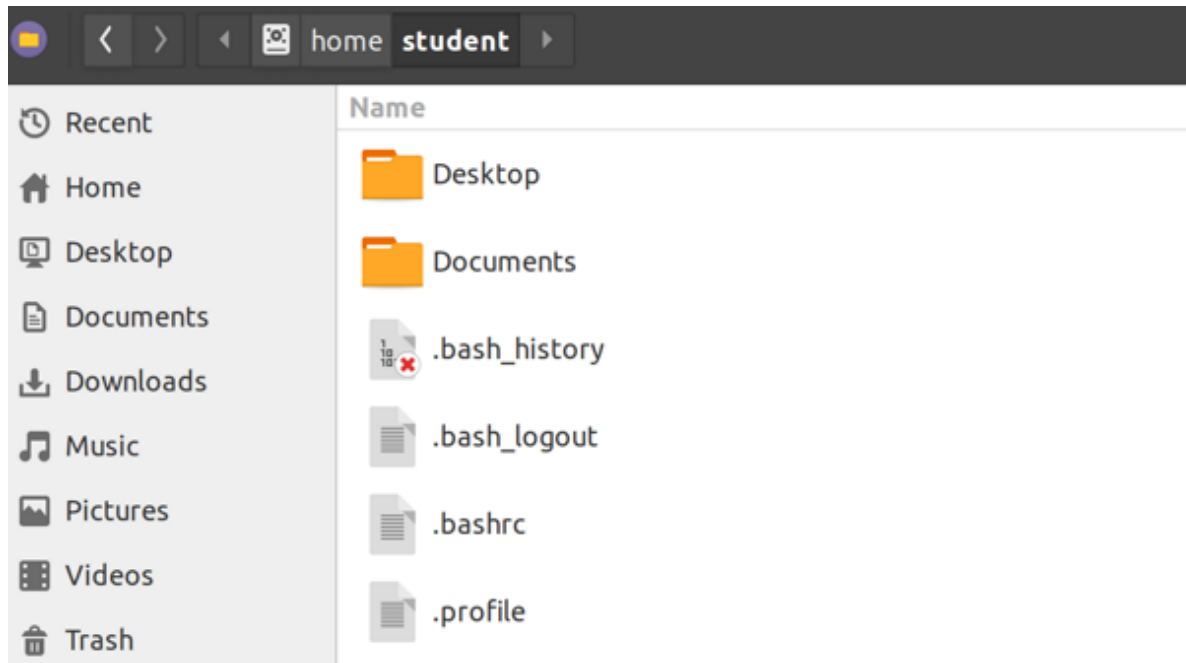 home student
Recent
Home
Desktop
Documents
Downloads
Music
Pictures
Videos
Trash
Name
Desktop
Documents
.bash_history
.bash_logout
.bashrc
.profile